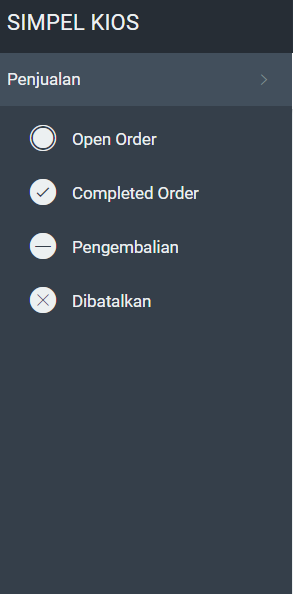 SIMPEL KIOS
Penjualan
Open Order
Completed Order
Pengembalian
Dibatalkan